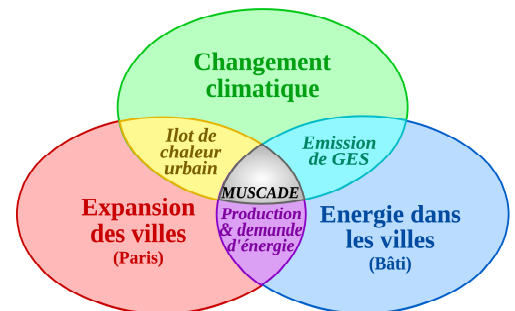 Changement
climatique
Ilot de
chaleur
urbain
Emission
de GES
MUSCADE
Expansion
des villes
(Paris)
Production
& demande
d'énergie
Energie dans
les villes
(Bâti)